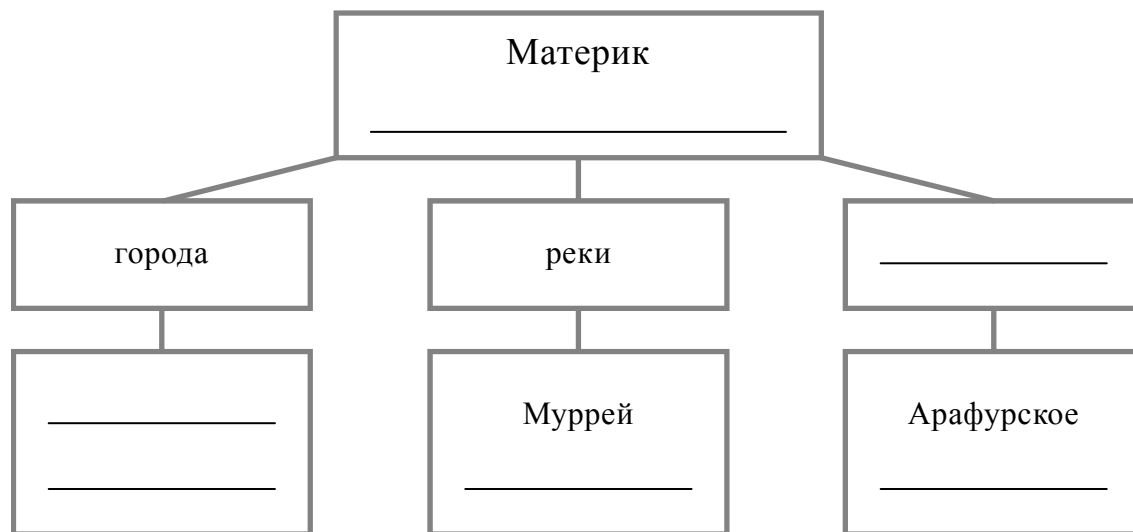 Материк
города
реки
Муррей
Арафурское